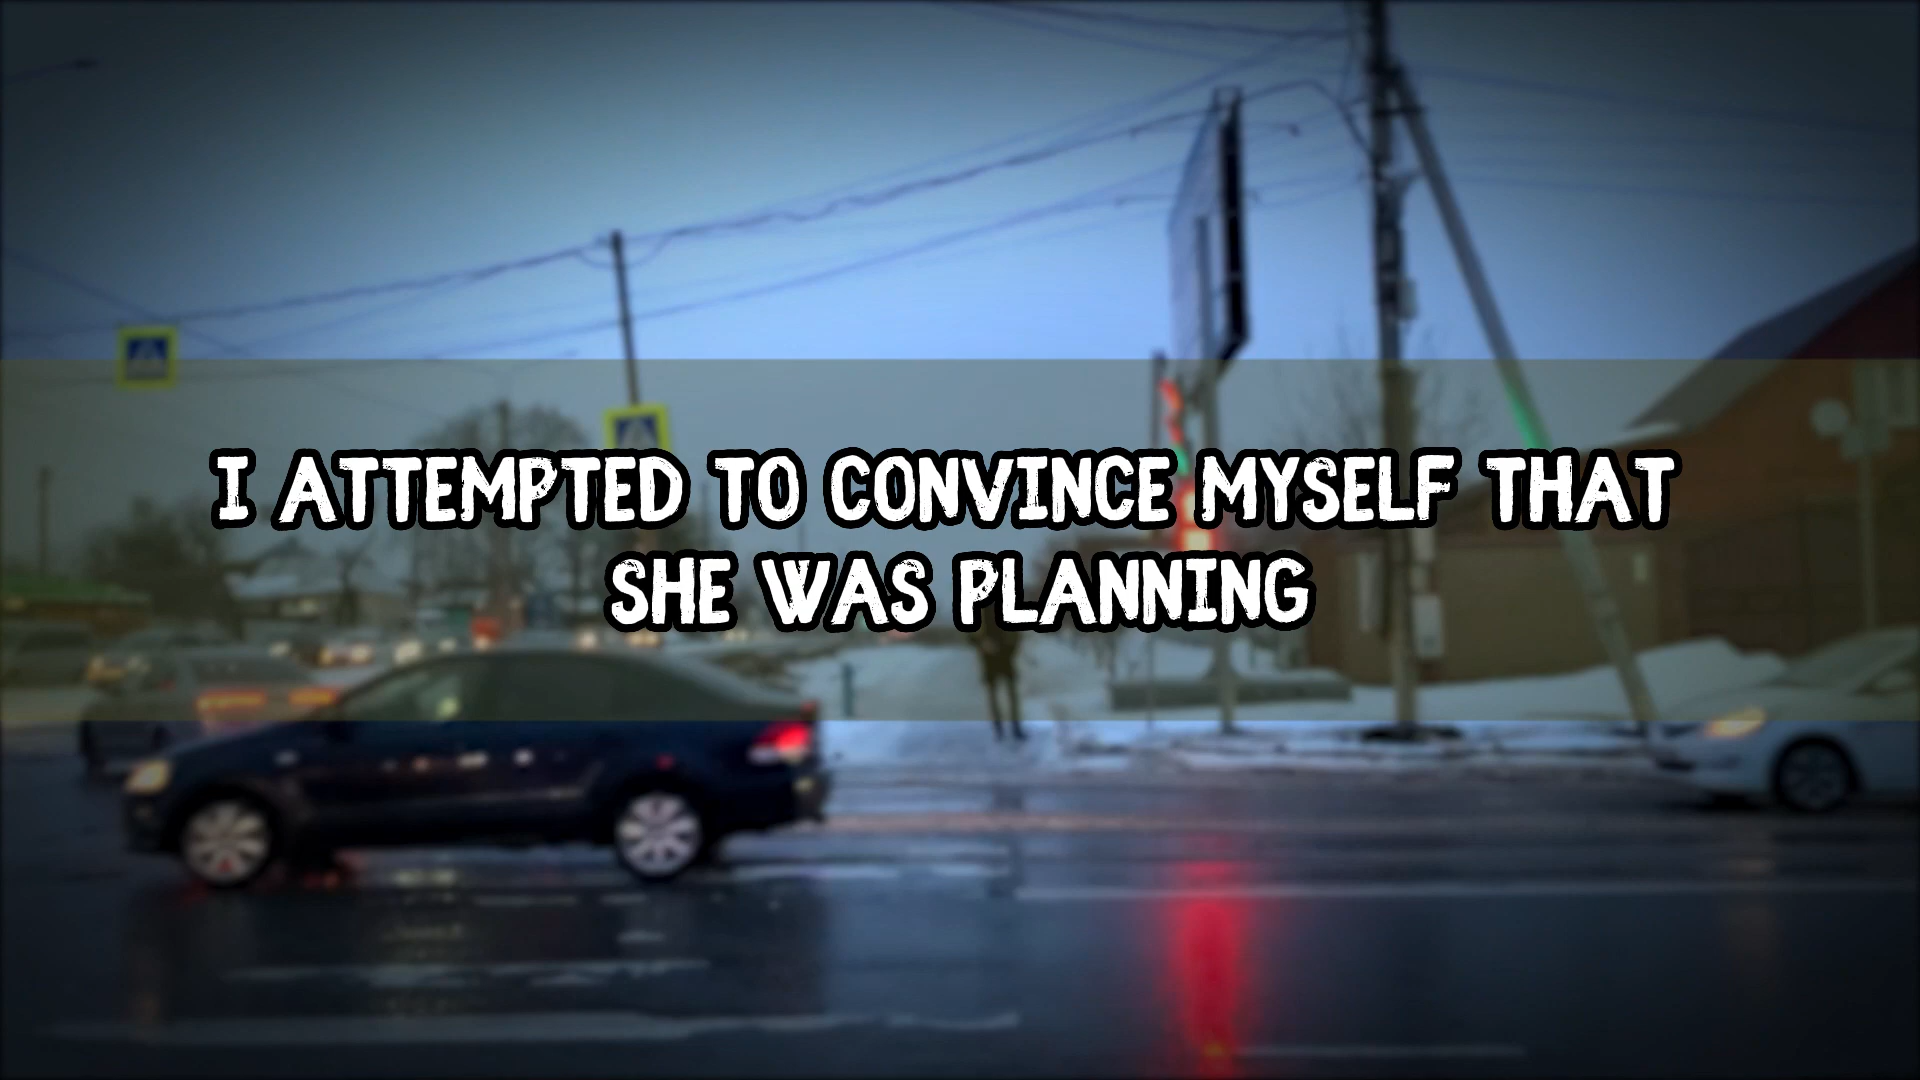 I ATTEMPTED TO CONVINCE MYSELF THAT
SHE WAS PLANNING